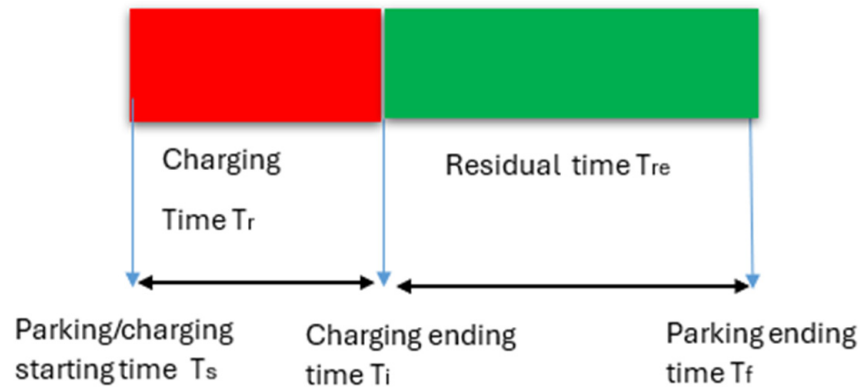 Charging
Time Tr
Residual time Tre
Parking/charging
starting time Ts
Charging ending
time Ti
Parking ending
time Tf